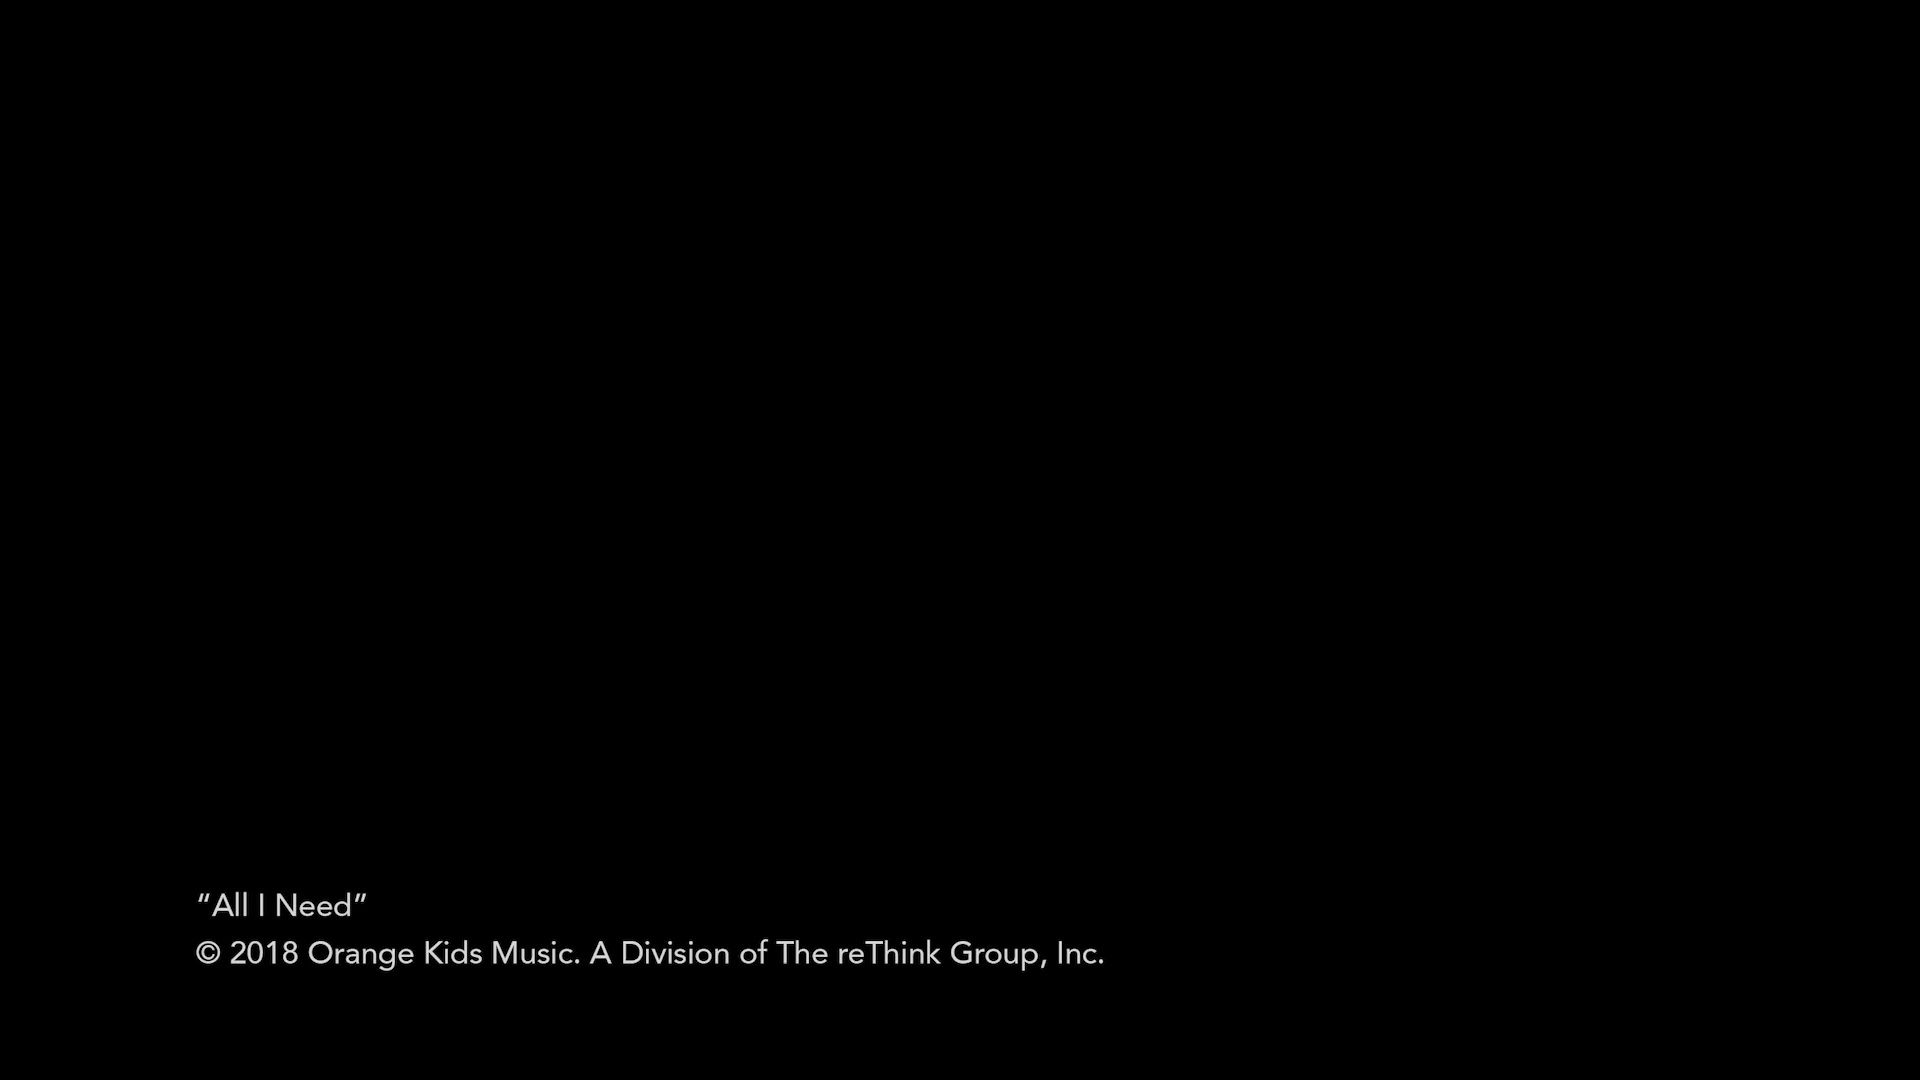 “All I Need”
© 2018 Orange Kids Music. A Division of The reThink Group, Inc.